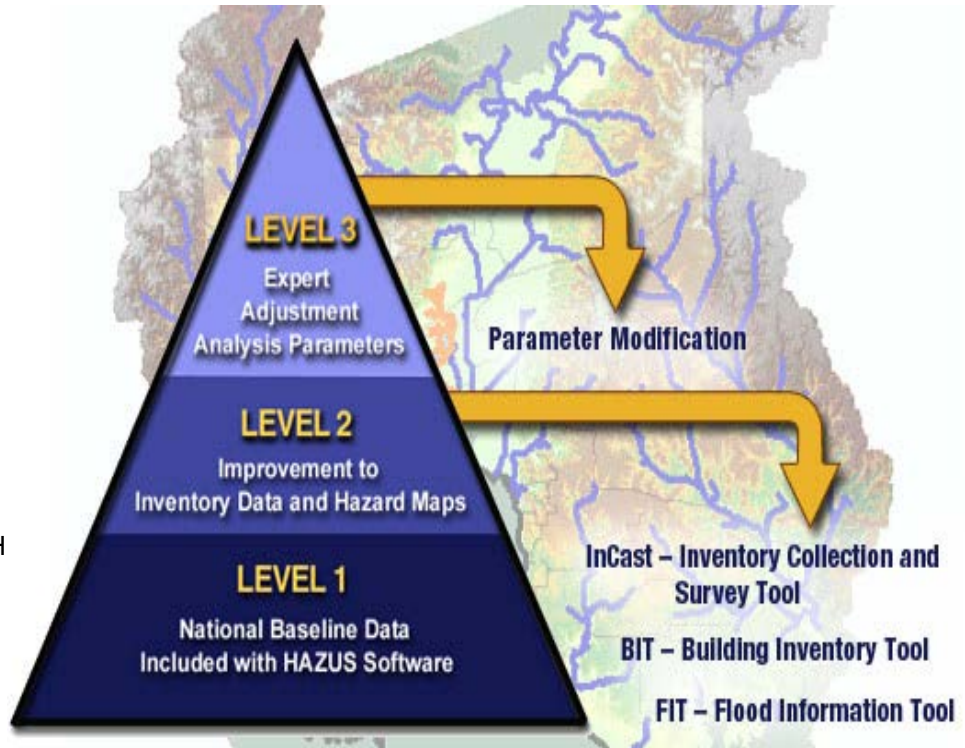 LEVEL 3
Expert
Adjustment
Analysis Parameters
Parameter Modification
LEVEL 2
Improvement to
Inventory Data and Hazard Maps
H
InCast – Inventory Collection and
Survey Tool
BIT – Building Inventory Tool
FIT – Flood Information Tool
LEVEL 1
National Baseline Data
Included with HAZUS Software